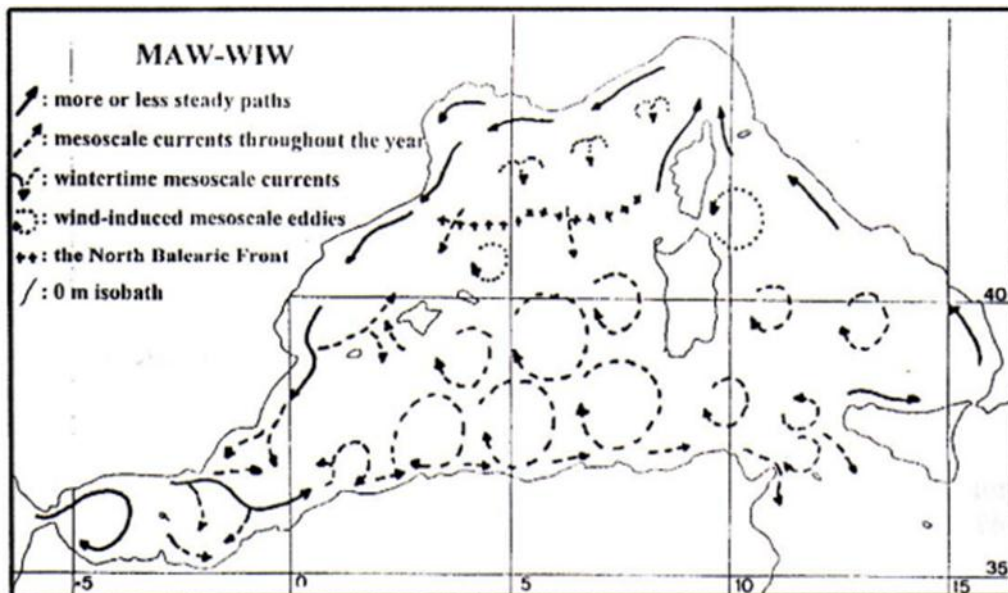 MAW-WIW
: more or less steady paths
: mesoscale currents throughout the year
: wintertime mesoscale currents
: wind-induced mesoscale eddies
: the North Balearic Front
: 0 m isobath
40
35
-5
0
5
10
15